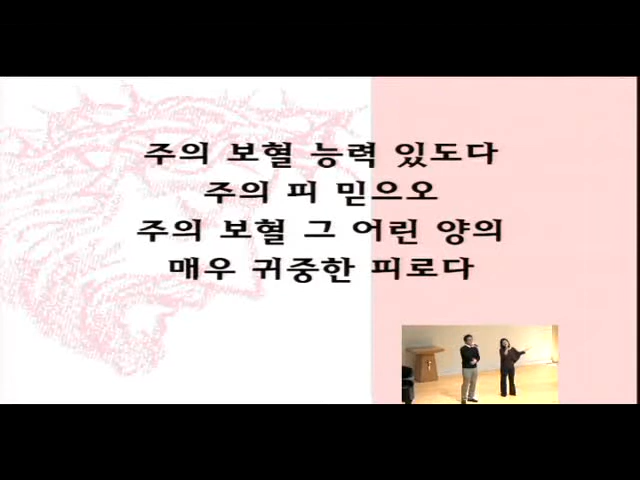 주의 보혈 능력 있도다
주의 피 믿으오
주의 보혈 그 어린 양의
매우 귀중한 피로다